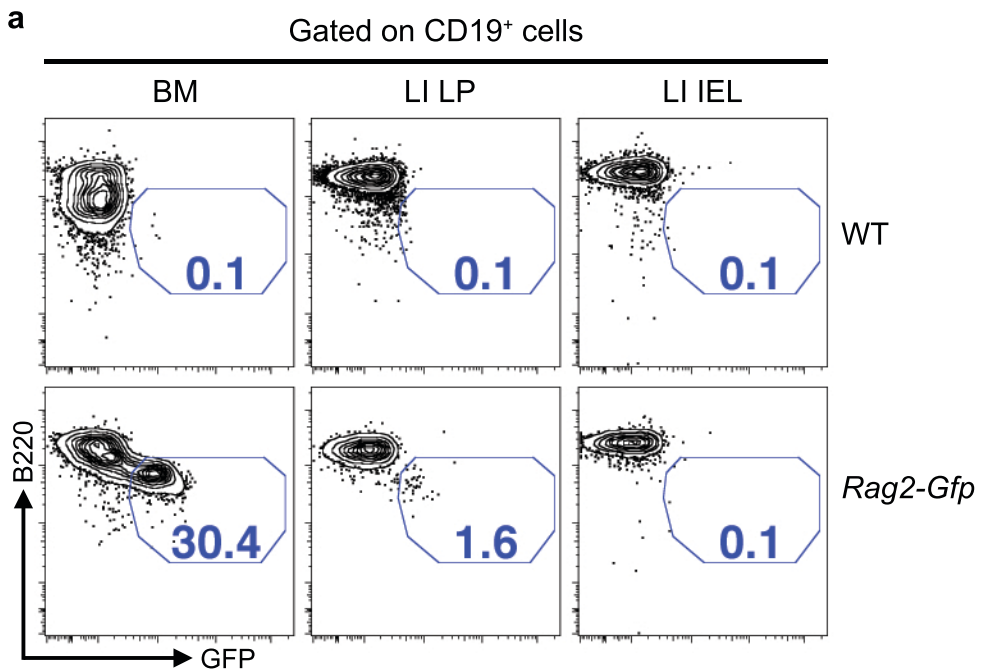 a
Gated on CD19⁺ cells
BM LI LP LI IEL
0.1 0.1 0.1
WT
30.4 1.6 0.1
Rag2-Gfp
B220
GFP